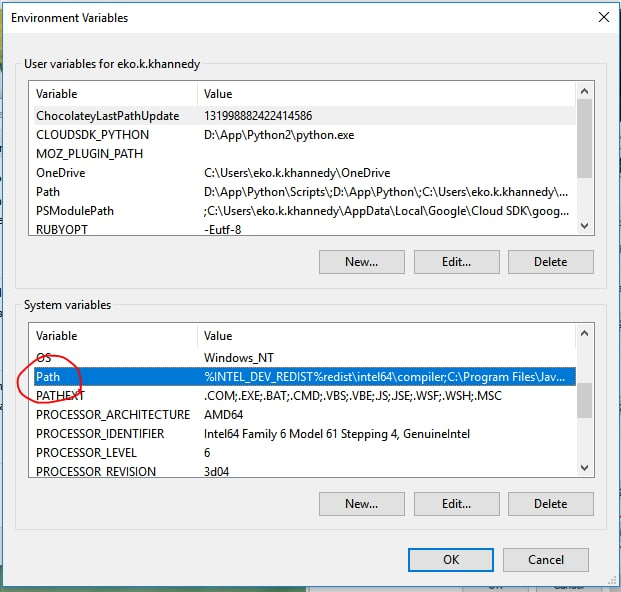 Environment Variables
User variables for eko.k.khannedy
Variable Value
ChocolateyLastPathUpdate 131998882422414586
CLOUDSDK_PYTHON D:\App\Python2\python.exe
MOZ_PLUGIN_PATH
OneDrive C:\Users\eko.k.khannedy\OneDrive
Path D:\App\Python\Scripts\;D:\App\Python\;C:\Users\eko.k.khannedy\...
PSModulePath ;C:\Users\eko.k.khannedy\AppData\Local\Google\Cloud SDK\goog...
RUBYOPT -Eutf-8
New... Edit... Delete
System variables
Variable Value
OS Windows_NT
Path %INTEL_DEV_REDIST%redist\intel64\compiler;C:\Program Files\Jav...
PATHEXT .COM;.EXE;.BAT;.CMD;.VBS;.VBE;.JS;.JSE;.WSF;.WSH;.MSC
PROCESSOR_ARCHITECTURE AMD64
PROCESSOR_IDENTIFIER Intel64 Family 6 Model 61 Stepping 4, GenuineIntel
PROCESSOR_LEVEL 6
PROCESSOR_REVISION 3d04
New... Edit... Delete
OK Cancel